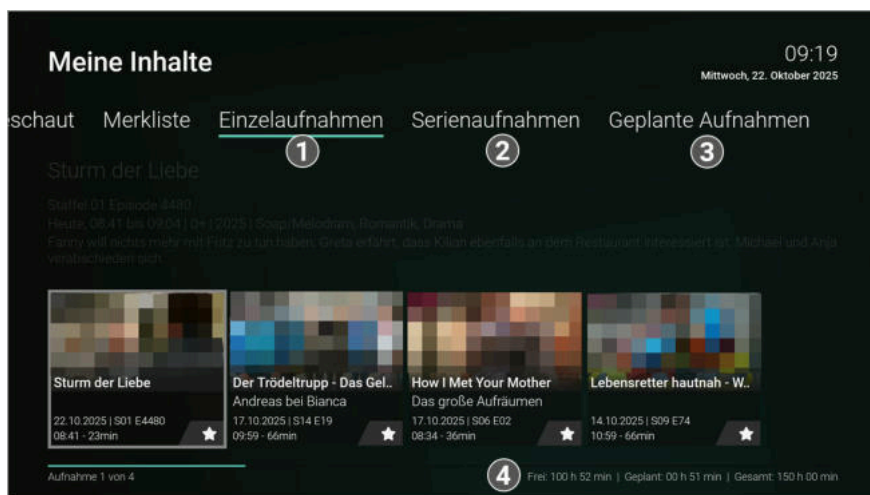 Meine Inhalte
09:19
Mittwoch, 22. Oktober 2025
eschaut Merkliste Einzelaufnahmen Serienaufnahmen Geplante Aufnahmen
1 2 3
Sturm der Liebe
Staffel 01 Episode 4480
Heute, 08:41 bis 09:04 | 0+ | 2025 | Soap/Melodram, Romantik, Drama
Fanny will nichts mehr mit Fritz zu tun haben; Greta erfährt, dass Kilian ebenfalls an dem Restaurant interessiert ist. Michael und Anja
verabschieden sich.
Sturm der Liebe
22.10.2025 | S01 E4480
08:41 - 23min
Der Trödeltrupp - Das Gel..
Andreas bei Bianca
17.10.2025 | S14 E19
09:59 - 66min
How I Met Your Mother
Das große Aufräumen
17.10.2025 | S06 E02
08:34 - 36min
Lebensretter hautnah - W..
14.10.2025 | S09 E74
10:59 - 66min
Aufnahme 1 von 4
4 Frei: 100 h 52 min | Geplant: 00 h 51 min | Gesamt: 150 h 00 min